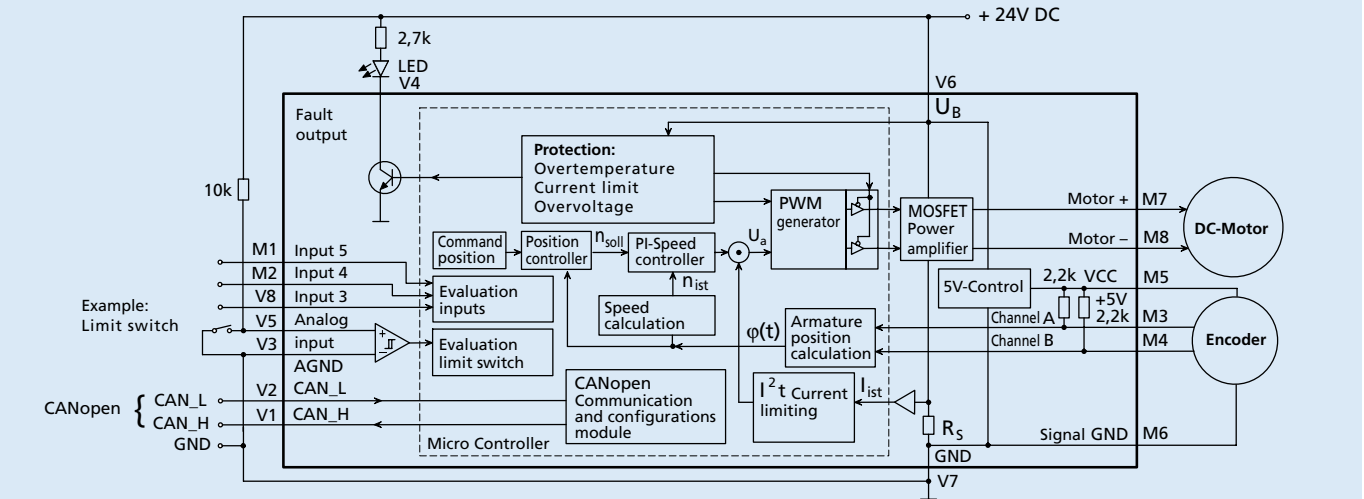 + 24V DC
2,7k
LED
V4
V6
U_B
Fault
output
Protection:
Overtemperature
Current limit
Overvoltage
10k
PWM
generator
MOSFET
Power
amplifier
Motor +
M7
Motor –
M8
DC-Motor
Command
position
Position
controller
n_soll
PI-Speed
controller
U_a
n_ist
M1
Input 5
M2
Input 4
V8
Input 3
Evaluation
inputs
Speed
calculation
5V-Control
2,2k
VCC
M5
+5V
2,2k
Example:
Limit switch
V5
Analog
V3
input
AGND
Evaluation
limit switch
φ(t)
Armature
position
calculation
Channel A
M3
Channel B
M4
Encoder
CANopen
{
CAN_L
V2
CAN_L
CAN_H
V1
CAN_H
GND
CANopen
Communication
and configurations
module
I²t Current
limiting
I_ist
R_S
Micro Controller
Signal GND
M6
GND
V7